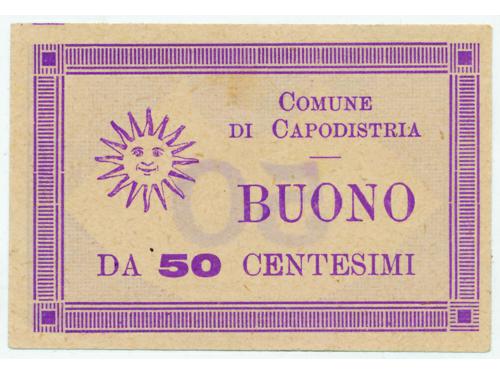 COMUNE
DI CAPODISTRIA
BUONO
DA 50 CENTESIMI